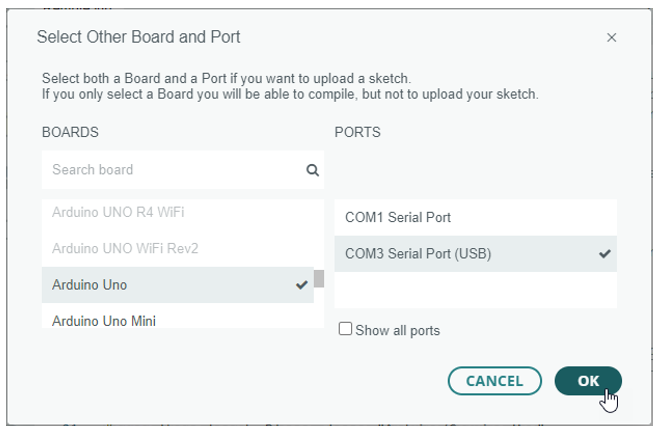 Select Other Board and Port
Select both a Board and a Port if you want to upload a sketch.
If you only select a Board you will be able to compile, but not to upload your sketch.
BOARDS
Search board
Arduino UNO R4 WiFi
Arduino UNO WiFi Rev2
Arduino Uno
Arduino Uno Mini
PORTS
COM1 Serial Port
COM3 Serial Port (USB)
Show all ports
CANCEL
OK